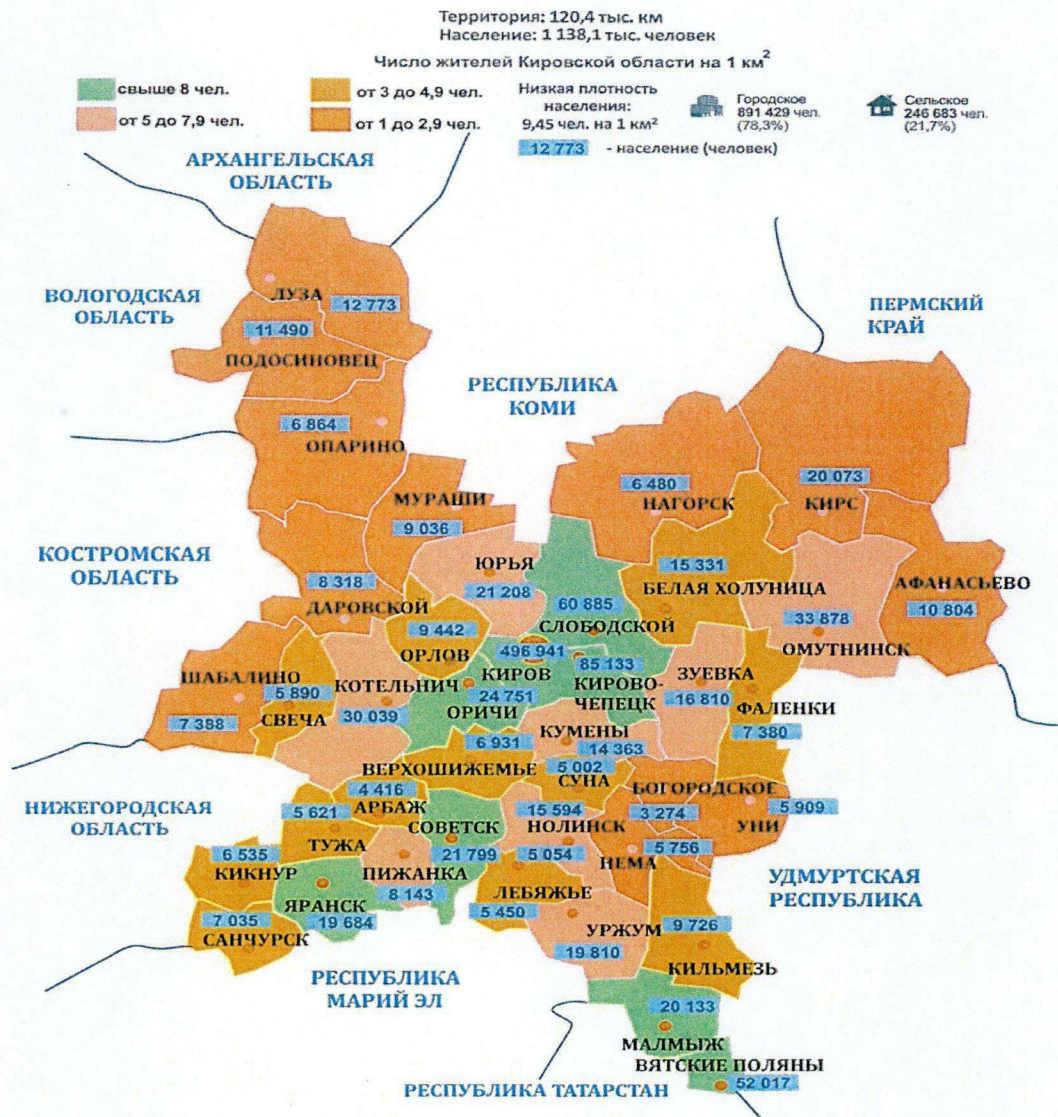 Территория: 120,4 тыс. км
Население: 1 138,1 тыс. человек
Число жителей Кировской области на 1 км²
свыше 8 чел.
от 5 до 7,9 чел.
от 3 до 4,9 чел.
от 1 до 2,9 чел.
Низкая плотность
населения:
9,45 чел. на 1 км²
Городское
891 429 чел.
(78,3%)
Сельское
246 683 чел.
(21,7%)
12 773 - население (человек)
АРХАНГЕЛЬСКАЯ
ОБЛАСТЬ
ВОЛОГОДСКАЯ
ОБЛАСТЬ
ЛУЗА
12 773
11 490
ПОДОСИНОВЕЦ
ПЕРМСКИЙ
КРАЙ
РЕСПУБЛИКА
КОМИ
6 864
ОПАРИНО
МУРАШИ
9 036
6 480
НАГОРСК
20 073
КИРС
КОСТРОМСКАЯ
ОБЛАСТЬ
8 318
ДАРОВСКОЙ
ЮРЬЯ
21 208
15 331
БЕЛАЯ ХОЛУНИЦА
АФАНАСЬЕВО
10 804
60 885
СЛОБОДСКОЙ
33 878
ОМУТНИНСК
9 442
ОРЛОВ
496 941
КИРОВ
85 133
КИРОВО-
ЧЕПЕЦК
ЗУЕВКА
16 810
ШАБАЛИНО
7 388
5 890
СВЕЧА
КОТЕЛЬНИЧ
30 039
24 751
ОРИЧИ
ФАЛЕНКИ
7 380
КУМЕНЫ
14 363
6 931
ВЕРХОШИЖЕМЬЕ
5 002
СУНА
БОГОРОДСКОЕ
3 274
5 909
УНИ
НИЖЕГОРОДСКАЯ
ОБЛАСТЬ
4 416
АРБАЖ
5 621
ТУЖА
СОВЕТСК
21 799
15 594
НОЛИНСК
5 054
НЕМА
5 756
6 535
КИКНУР
ПИЖАНКА
8 143
ЛЕБЯЖЬЕ
5 450
УДМУРТСКАЯ
РЕСПУБЛИКА
ЯРАНСК
19 684
7 035
САНЧУРСК
УРЖУМ
19 810
9 726
КИЛЬМЕЗЬ
РЕСПУБЛИКА
МАРИЙ ЭЛ
20 133
МАЛМЫЖ
ВЯТСКИЕ ПОЛЯНЫ
52 017
РЕСПУБЛИКА ТАТАРСТАН